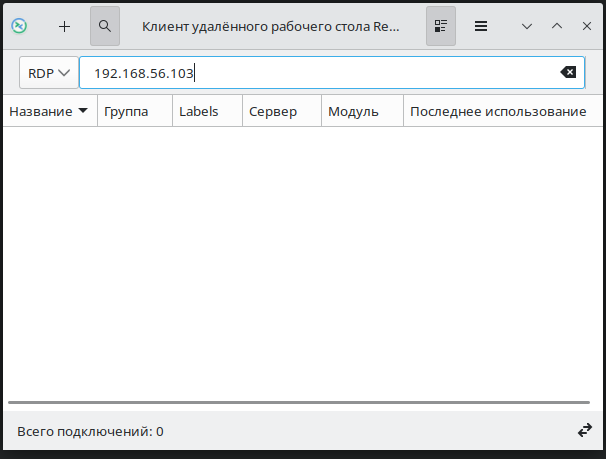 Клиент удалённого рабочего стола Re...
RDP 192.168.56.103
Название Группа Labels Сервер Модуль Последнее использование
Всего подключений: 0